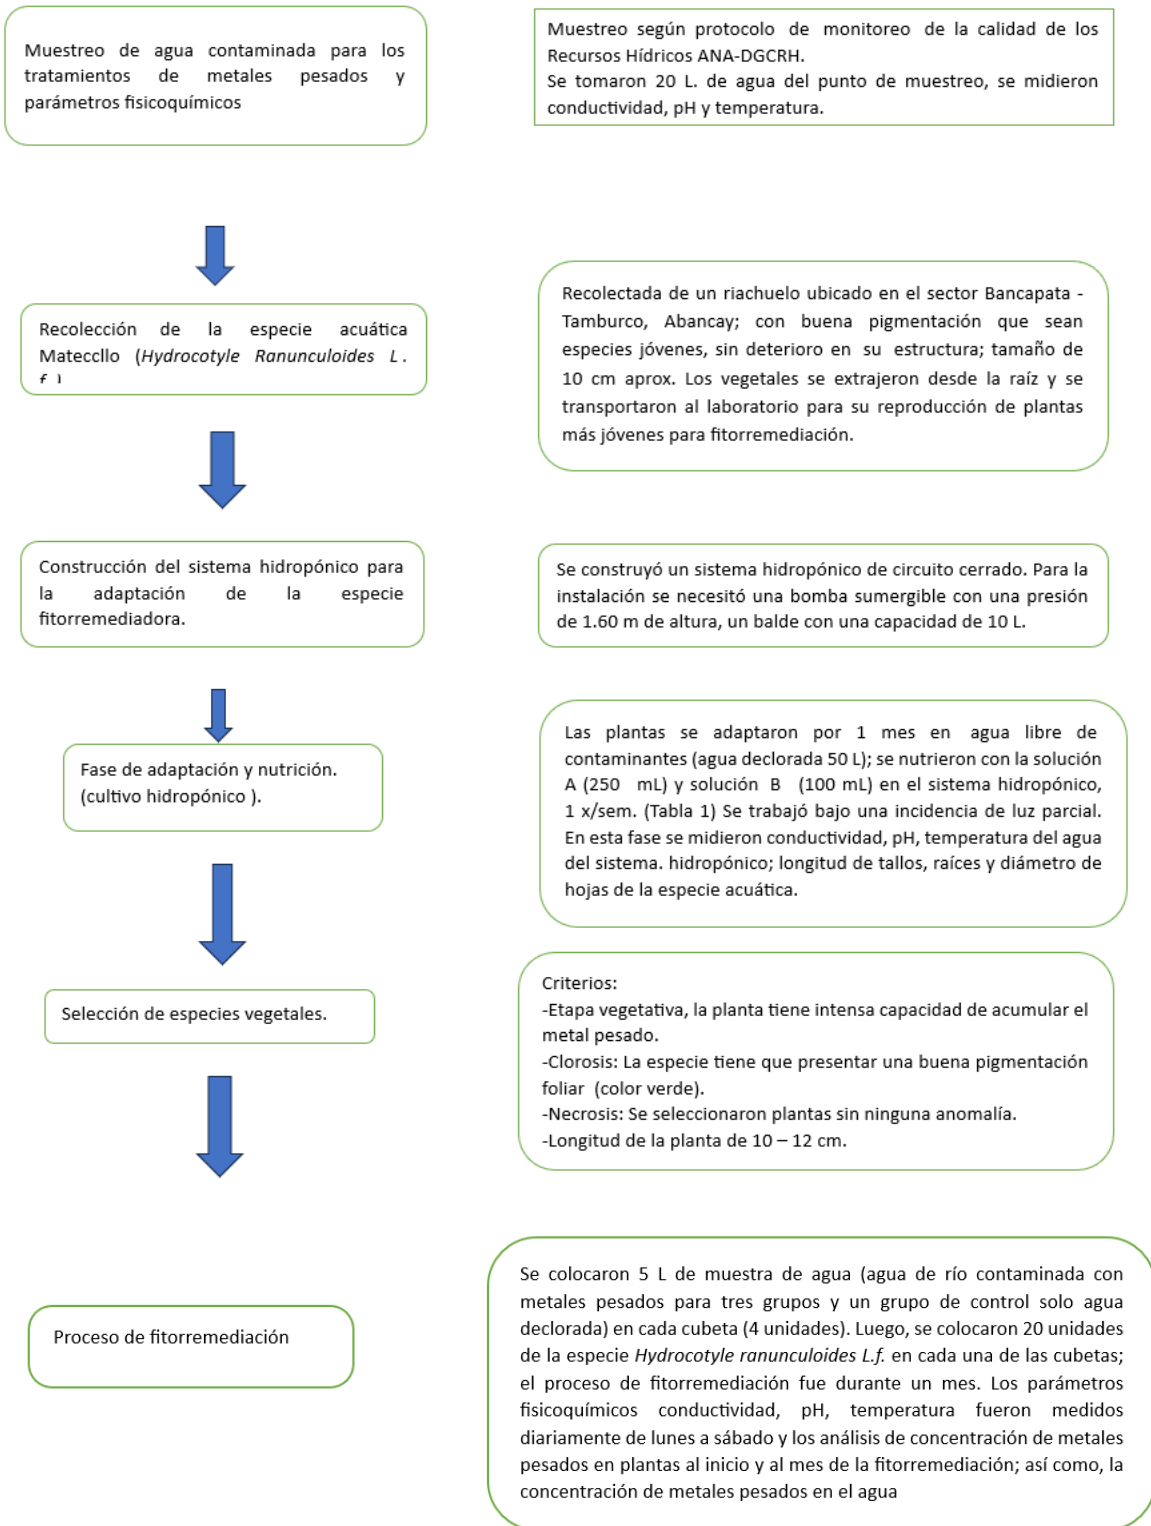 Muestreo de agua contaminada para los
tratamientos de metales pesados y
parámetros fisicoquímicos
Muestreo según protocolo de monitoreo de la calidad de los
Recursos Hídricos ANA-DGCRH.
Se tomaron 20 L. de agua del punto de muestreo, se midieron
conductividad, pH y temperatura.
Recolección de la especie acuática
Mateccllo (Hydrocotyle Ranunculoides L .
Recolectada de un riachuelo ubicado en el sector Bancapata -
Tamburco, Abancay; con buena pigmentación que sean
especies jóvenes, sin deterioro en su estructura; tamaño de
10 cm aprox. Los vegetales se extrajeron desde la raíz y se
transportaron al laboratorio para su reproducción de plantas
más jóvenes para fitorremediación.
Construcción del sistema hidropónico para
la adaptación de la especie
fitorremediadora.
Se construyó un sistema hidropónico de circuito cerrado. Para la
instalación se necesitó una bomba sumergible con una presión
de 1.60 m de altura, un balde con una capacidad de 10 L.
Fase de adaptación y nutrición.
(cultivo hidropónico ).
Las plantas se adaptaron por 1 mes en agua libre de
contaminantes (agua declorada 50 L); se nutrieron con la solución
A (250 mL) y solución B (100 mL) en el sistema hidropónico,
1 x/sem. (Tabla 1) Se trabajó bajo una incidencia de luz parcial.
En esta fase se midieron conductividad, pH, temperatura del agua
del sistema. hidropónico; longitud de tallos, raíces y diámetro de
hojas de la especie acuática.
Selección de especies vegetales.
Criterios:
-Etapa vegetativa, la planta tiene intensa capacidad de acumular el
metal pesado.
-Clorosis: La especie tiene que presentar una buena pigmentación
foliar (color verde).
-Necrosis: Se seleccionaron plantas sin ninguna anomalía.
-Longitud de la planta de 10 – 12 cm.
Proceso de fitorremediación
Se colocaron 5 L de muestra de agua (agua de río contaminada con
metales pesados para tres grupos y un grupo de control solo agua
declorada) en cada cubeta (4 unidades). Luego, se colocaron 20 unidades
de la especie Hydrocotyle ranunculoides L.f. en cada una de las cubetas;
el proceso de fitorremediación fue durante un mes. Los parámetros
fisicoquímicos conductividad, pH, temperatura fueron medidos
diariamente de lunes a sábado y los análisis de concentración de metales
pesados en plantas al inicio y al mes de la fitorremediación; así como, la
concentración de metales pesados en el agua